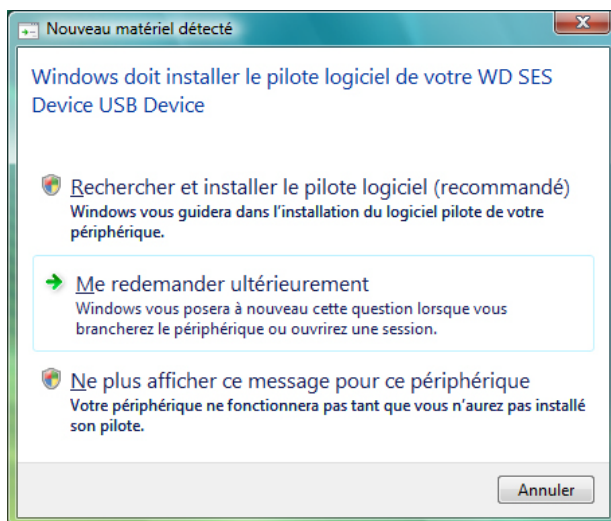 Nouveau matériel détecté
Windows doit installer le pilote logiciel de votre WD SES
Device USB Device
Rechercher et installer le pilote logiciel (recommandé)
Windows vous guidera dans l'installation du logiciel pilote de votre
périphérique.
Me redemander ultérieurement
Windows vous posera à nouveau cette question lorsque vous
brancherez le périphérique ou ouvrirez une session.
Ne plus afficher ce message pour ce périphérique
Votre périphérique ne fonctionnera pas tant que vous n'aurez pas installé
son pilote.
Annuler